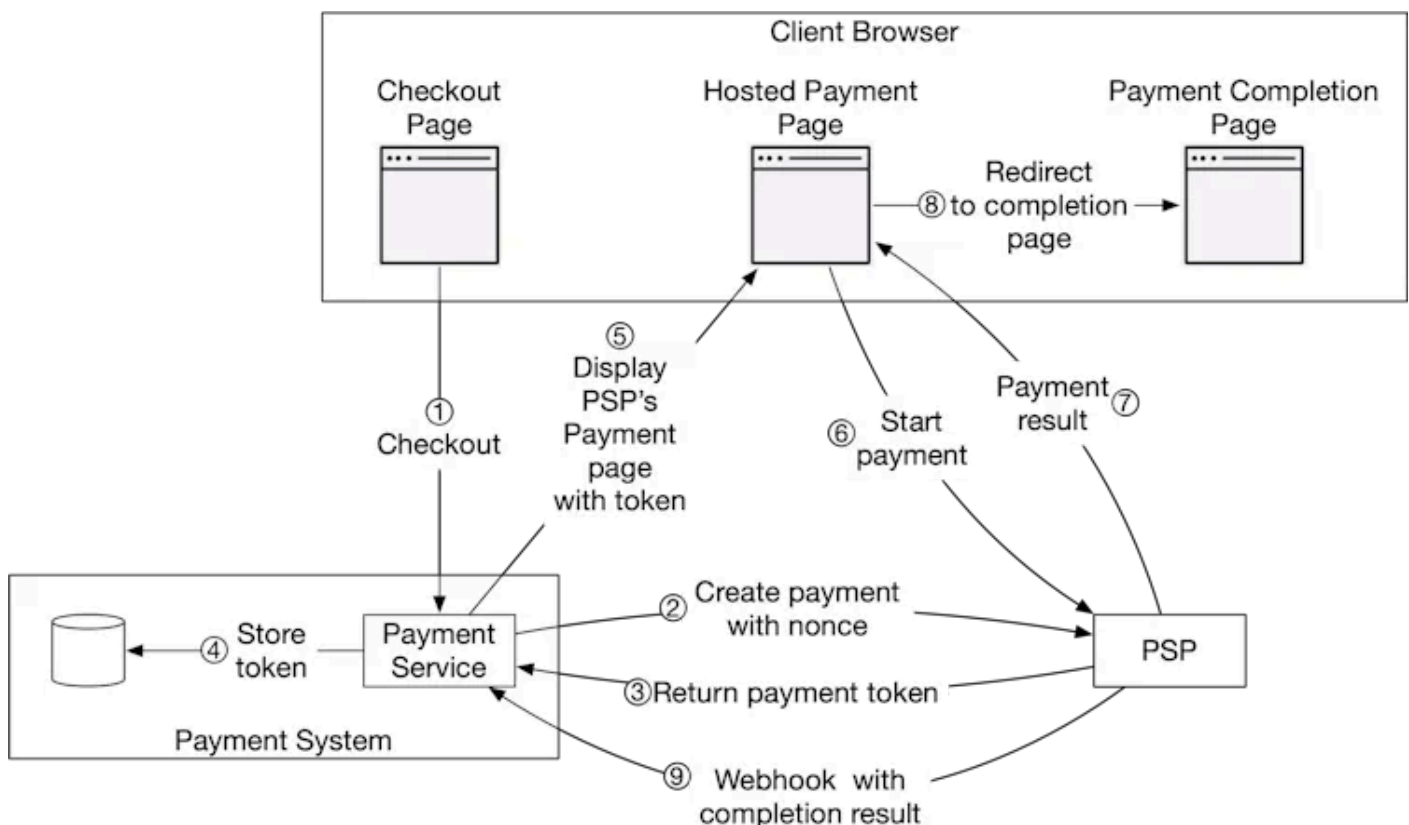 Client Browser
Checkout
Page
Hosted Payment
Page
Payment Completion
Page
Redirect
⑧ to completion
page
⑤
Display
PSP's
Payment
page
with token
①
Checkout
⑥ Start
payment
Payment ⑦
result
② Create payment
with nonce
Payment
Service
④ Store
token
PSP
③ Return payment token
Payment System
⑨ Webhook with
completion result